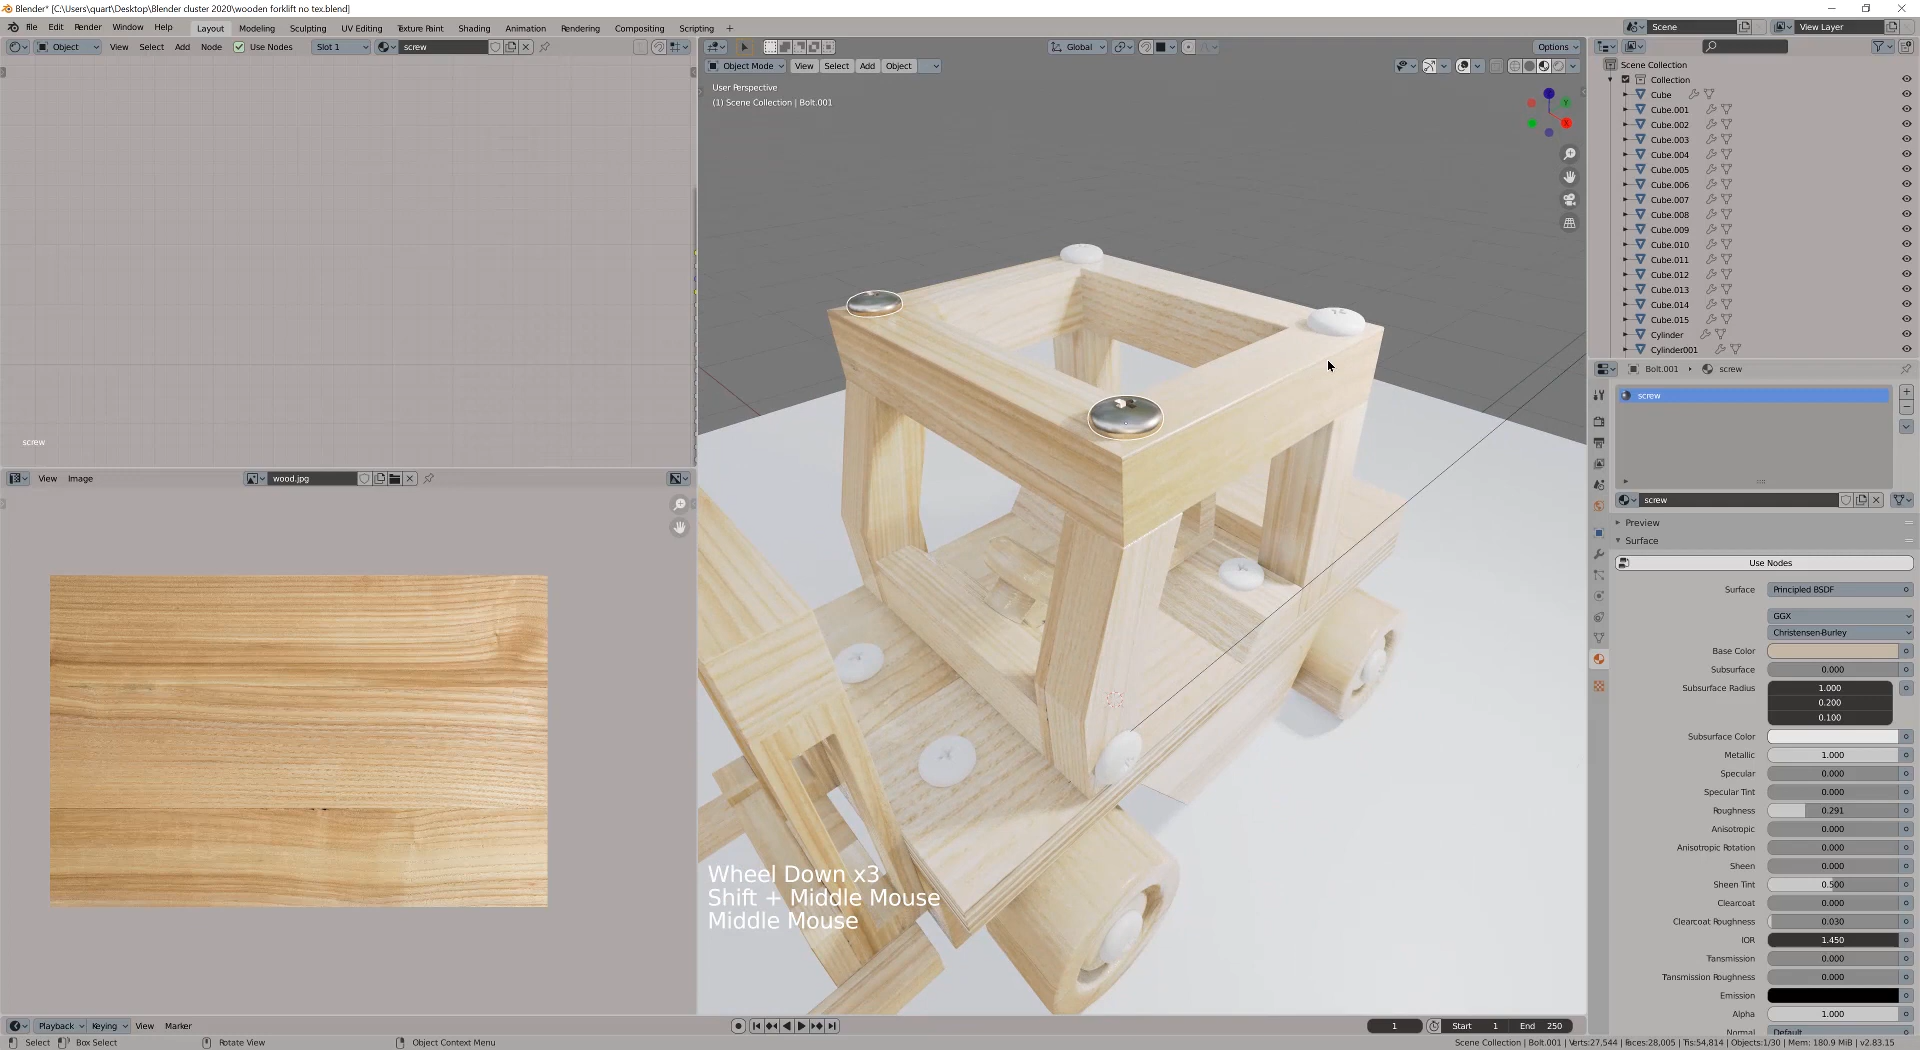 Blender* [C:\Users\quart\Desktop\Blender cluster 2020\wooden forklift no tex.blend]
File Edit Render Window Help Layout Modeling Sculpting UV Editing Texture Paint Shading Animation Rendering Compositing Scripting + Scene View Layer
Object View Select Add Node Use Nodes Slot 1 screw
Global Options
Object Mode View Select Add Object
User Perspective
(1) Scene Collection | Bolt.001
X
Y
screw
View Image wood.jpg
Wheel Down x3
Shift + Middle Mouse
Middle Mouse
Scene Collection
Collection
Cube
Cube.001
Cube.002
Cube.003
Cube.004
Cube.005
Cube.006
Cube.007
Cube.008
Cube.009
Cube.010
Cube.011
Cube.012
Cube.013
Cube.014
Cube.015
Cylinder
Cylinder001
Bolt.001 screw
screw
screw
Preview
Surface
Use Nodes
Surface Principled BSDF
GGX
Christensen-Burley
Base Color
Subsurface 0.000
Subsurface Radius 1.000
0.200
0.100
Subsurface Color
Metallic 1.000
Specular 0.000
Specular Tint 0.000
Roughness 0.291
Anisotropic 0.000
Anisotropic Rotation 0.000
Sheen 0.000
Sheen Tint 0.500
Clearcoat 0.000
Clearcoat Roughness 0.030
IOR 1.450
Transmission 0.000
Transmission Roughness 0.000
Emission
Alpha 1.000
Normal Default
Playback Keying View Marker 1 Start 1 End 250
Select Box Select Rotate View Object Context Menu Scene Collection | Bolt.001 | Verts:27,544 | Faces:28,005 | Tris:54,814 | Objects:1/30 | Mem: 180.9 MiB | v2.83.15